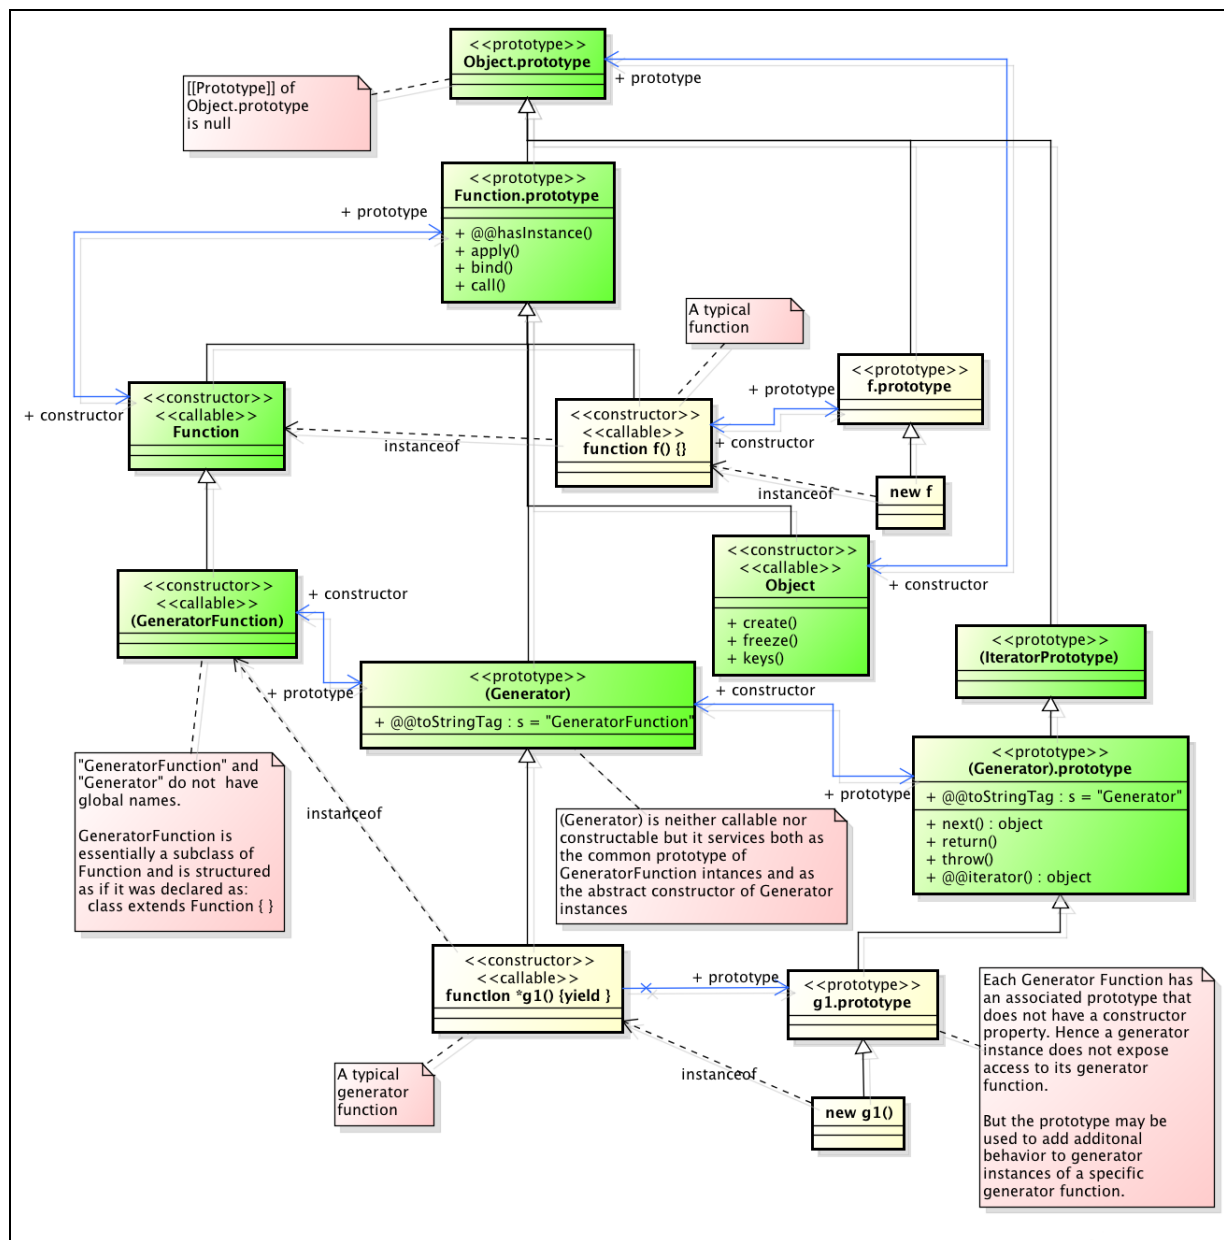 <<prototype>>
Object.prototype
+ prototype
[[Prototype]] of
Object.prototype
is null
<<prototype>>
Function.prototype
+ @@hasInstance()
+ apply()
+ bind()
+ call()
+ prototype
A typical
function
<<prototype>>
f.prototype
+ prototype
<<constructor>>
<<callable>>
Function
+ constructor
<<constructor>>
<<callable>>
function f() {}
+ constructor
instanceof
instanceof
new f
<<constructor>>
<<callable>>
Object
+ create()
+ freeze()
+ keys()
+ constructor
<<constructor>>
<<callable>>
(GeneratorFunction)
+ constructor
<<prototype>>
(IteratorPrototype)
<<prototype>>
(Generator)
+ @@toStringTag : s = "GeneratorFunction"
+ prototype
+ constructor
<<prototype>>
(Generator).prototype
+ @@toStringTag : s = "Generator"
+ next() : object
+ return()
+ throw()
+ @@iterator() : object
+ prototype
"GeneratorFunction" and
"Generator" do not  have
global names.
GeneratorFunction is
essentially a subclass of
Function and is structured
as if it was declared as:
class extends Function { }
instanceof
(Generator) is neither callable nor
constructable but it services both as
the common prototype of
GeneratorFunction intances and as
the abstract constructor of Generator
instances
<<constructor>>
<<callable>>
function *g1() {yield }
+ prototype
<<prototype>>
g1.prototype
Each Generator Function has
an associated prototype that
does not have a constructor
property. Hence a generator
instance does not expose
access to its generator
function.
But the prototype may be
used to add additonal
behavior to generator
instances of a specific
generator function.
A typical
generator
function
instanceof
new g1()